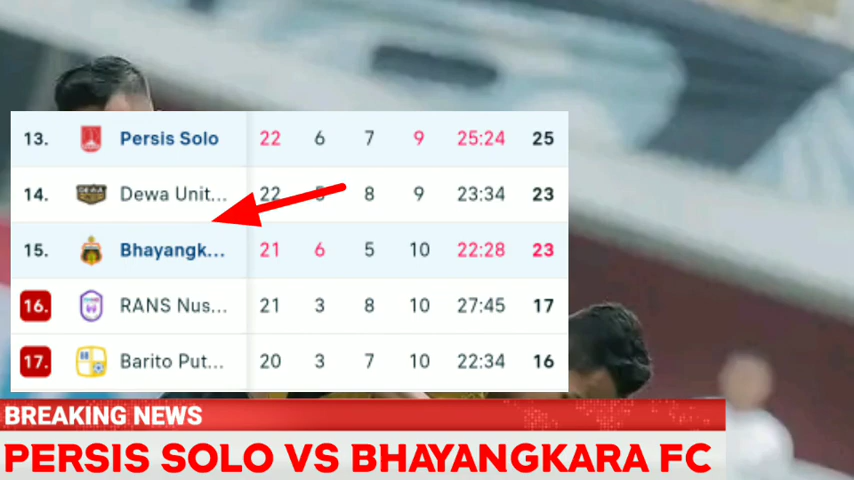 13. Persis Solo 22 6 7 9 25:24 25
14. Dewa Unit... 22 8 9 23:34 23
15. Bhayangk... 21 6 5 10 22:28 23
16. RANS Nus... 21 3 8 10 27:45 17
17. Barito Put... 20 3 7 10 22:34 16
BREAKING NEWS
PERSIS SOLO VS BHAYANGKARA FC